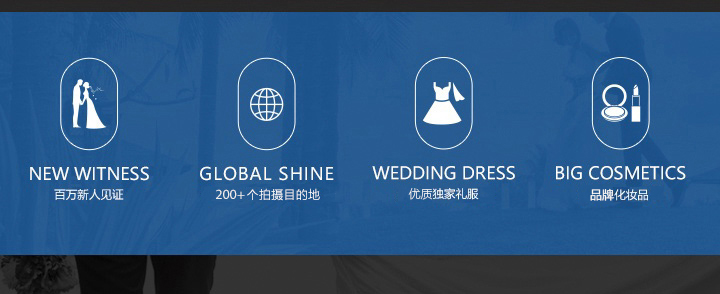 NEW WITNESS
百万新人见证
GLOBAL SHINE
200+个拍摄目的地
WEDDING DRESS
优质独家礼服
BIG COSMETICS
品牌化妆品